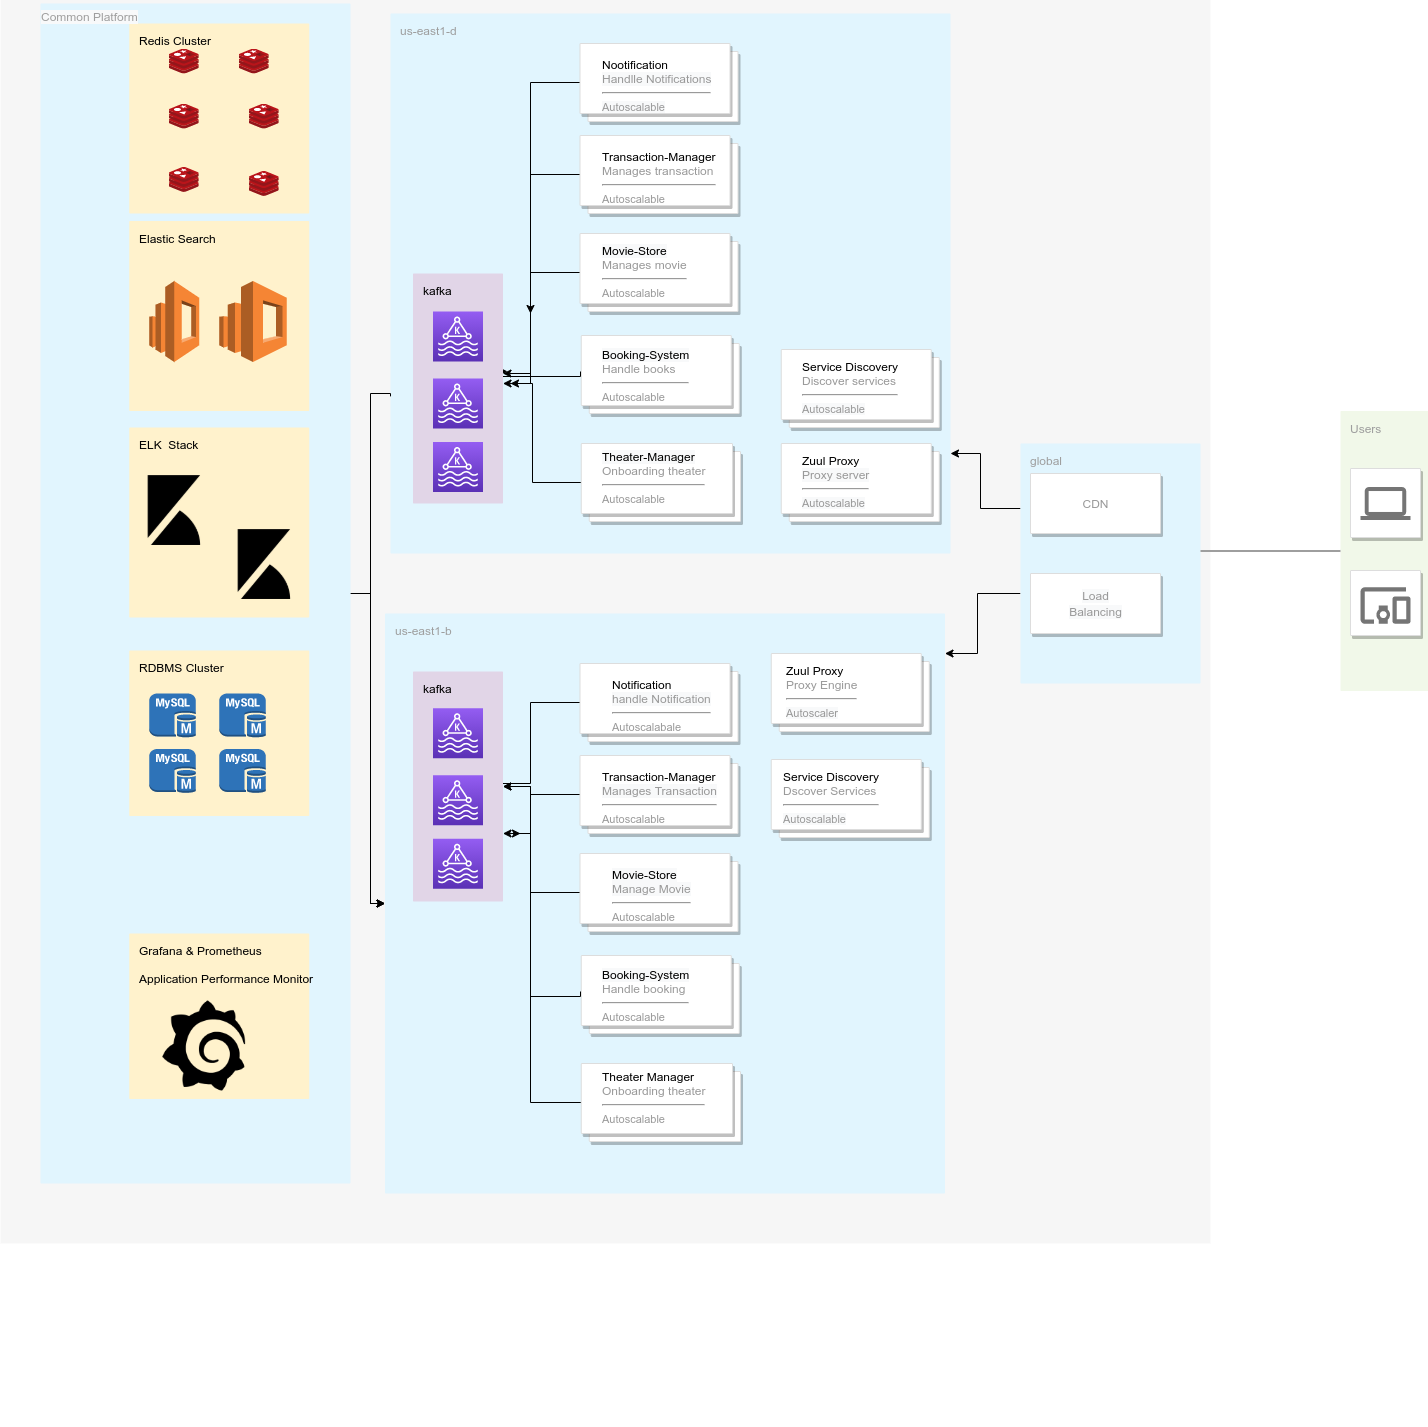 Common Platform
Redis Cluster
Elastic Search
ELK  Stack
RDBMS Cluster
MySQL
M
MySQL
M
MySQL
M
MySQL
M
Grafana & Prometheus
Application Performance Monitor
us-east1-d
kafka
K
K
K
Nootification
Handlle Notifications
Autoscalable
Transaction-Manager
Manages transaction
Autoscalable
Movie-Store
Manages movie
Autoscalable
Booking-System
Handle books
Autoscalable
Theater-Manager
Onboarding theater
Autoscalable
Service Discovery
Discover services
Autoscalable
Zuul Proxy
Proxy server
Autoscalable
us-east1-b
kafka
K
K
K
Notification
handle Notification
Autoscalabale
Transaction-Manager
Manages Transaction
Autoscalable
Movie-Store
Manage Movie
Autoscalable
Booking-System
Handle booking
Autoscalable
Theater Manager
Onboarding theater
Autoscalable
Zuul Proxy
Proxy Engine
Autoscaler
Service Discovery
Dscover Services
Autoscalable
global
CDN
Load
Balancing
Users